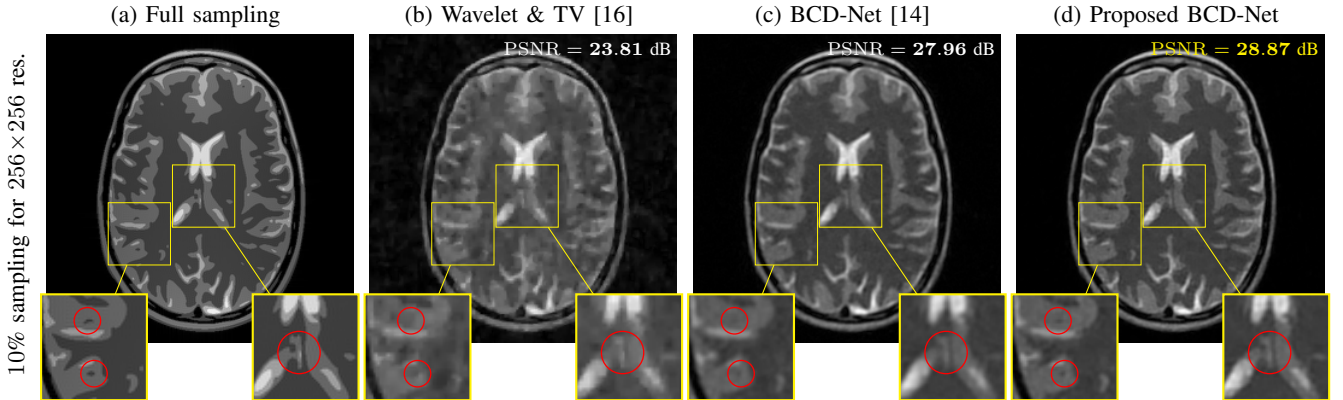 (a) Full sampling
(b) Wavelet & TV [16]
(c) BCD-Net [14]
(d) Proposed BCD-Net
10% sampling for 256×256 res.
PSNR = 23.81 dB
PSNR = 27.96 dB
PSNR = 28.87 dB